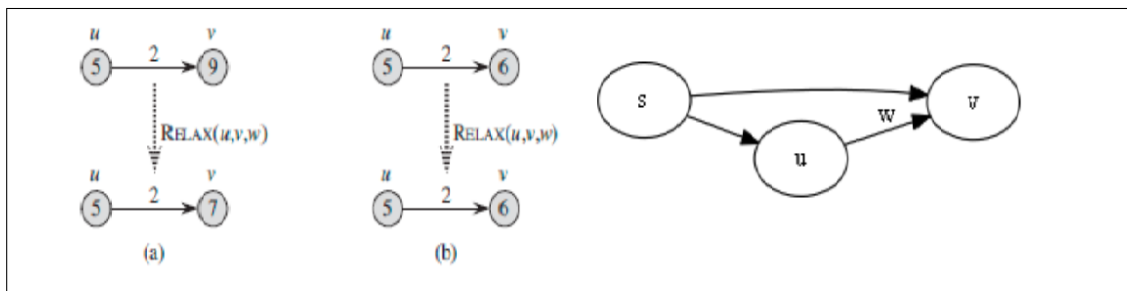 u v u v
2 2
5 9 5 6
s v
w
RELAX(u,v,w) RELAX(u,v,w)
u
u v u v
2 2
5 7 5 6
(a) (b)